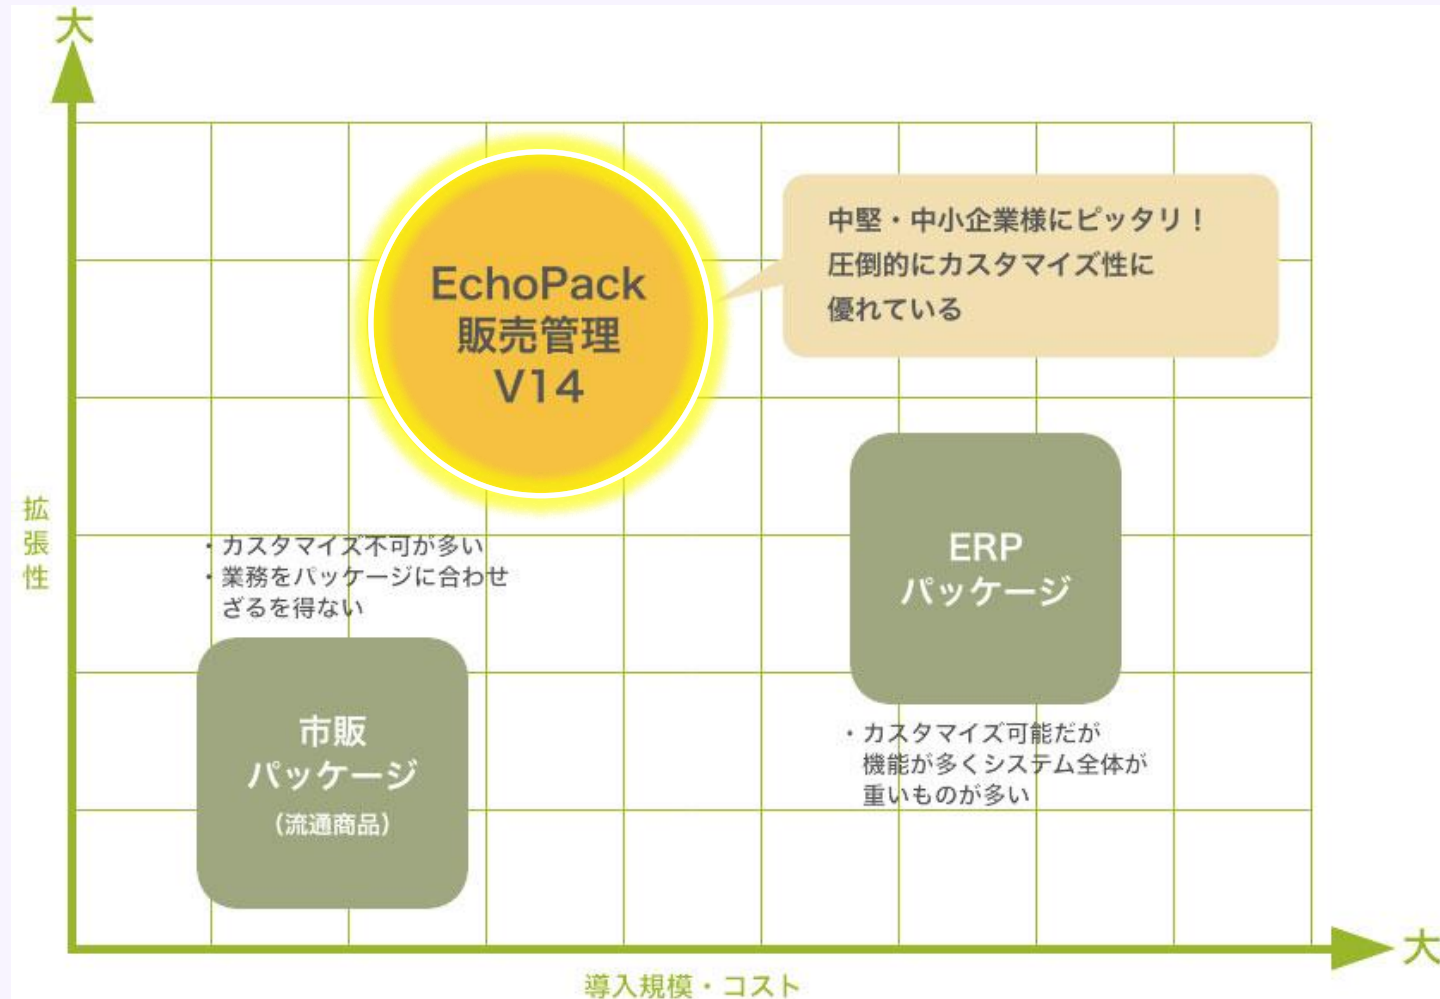 大
EchoPack
販売管理
V14
中堅・中小企業様にピッタリ！
圧倒的にカスタマイズ性に
優れている
拡張性
・カスタマイズ不可が多い
・業務をパッケージに合わせ
ざるを得ない
ERP
パッケージ
市販
パッケージ
（流通商品）
・カスタマイズ可能だが
機能が多くシステム全体が
重いものが多い
大
導入規模・コスト